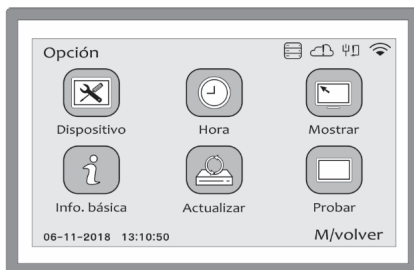 Opción
Dispositivo Hora Mostrar
Info. básica Actualizar Probar
06-11-2018 13:10:50 M/volver